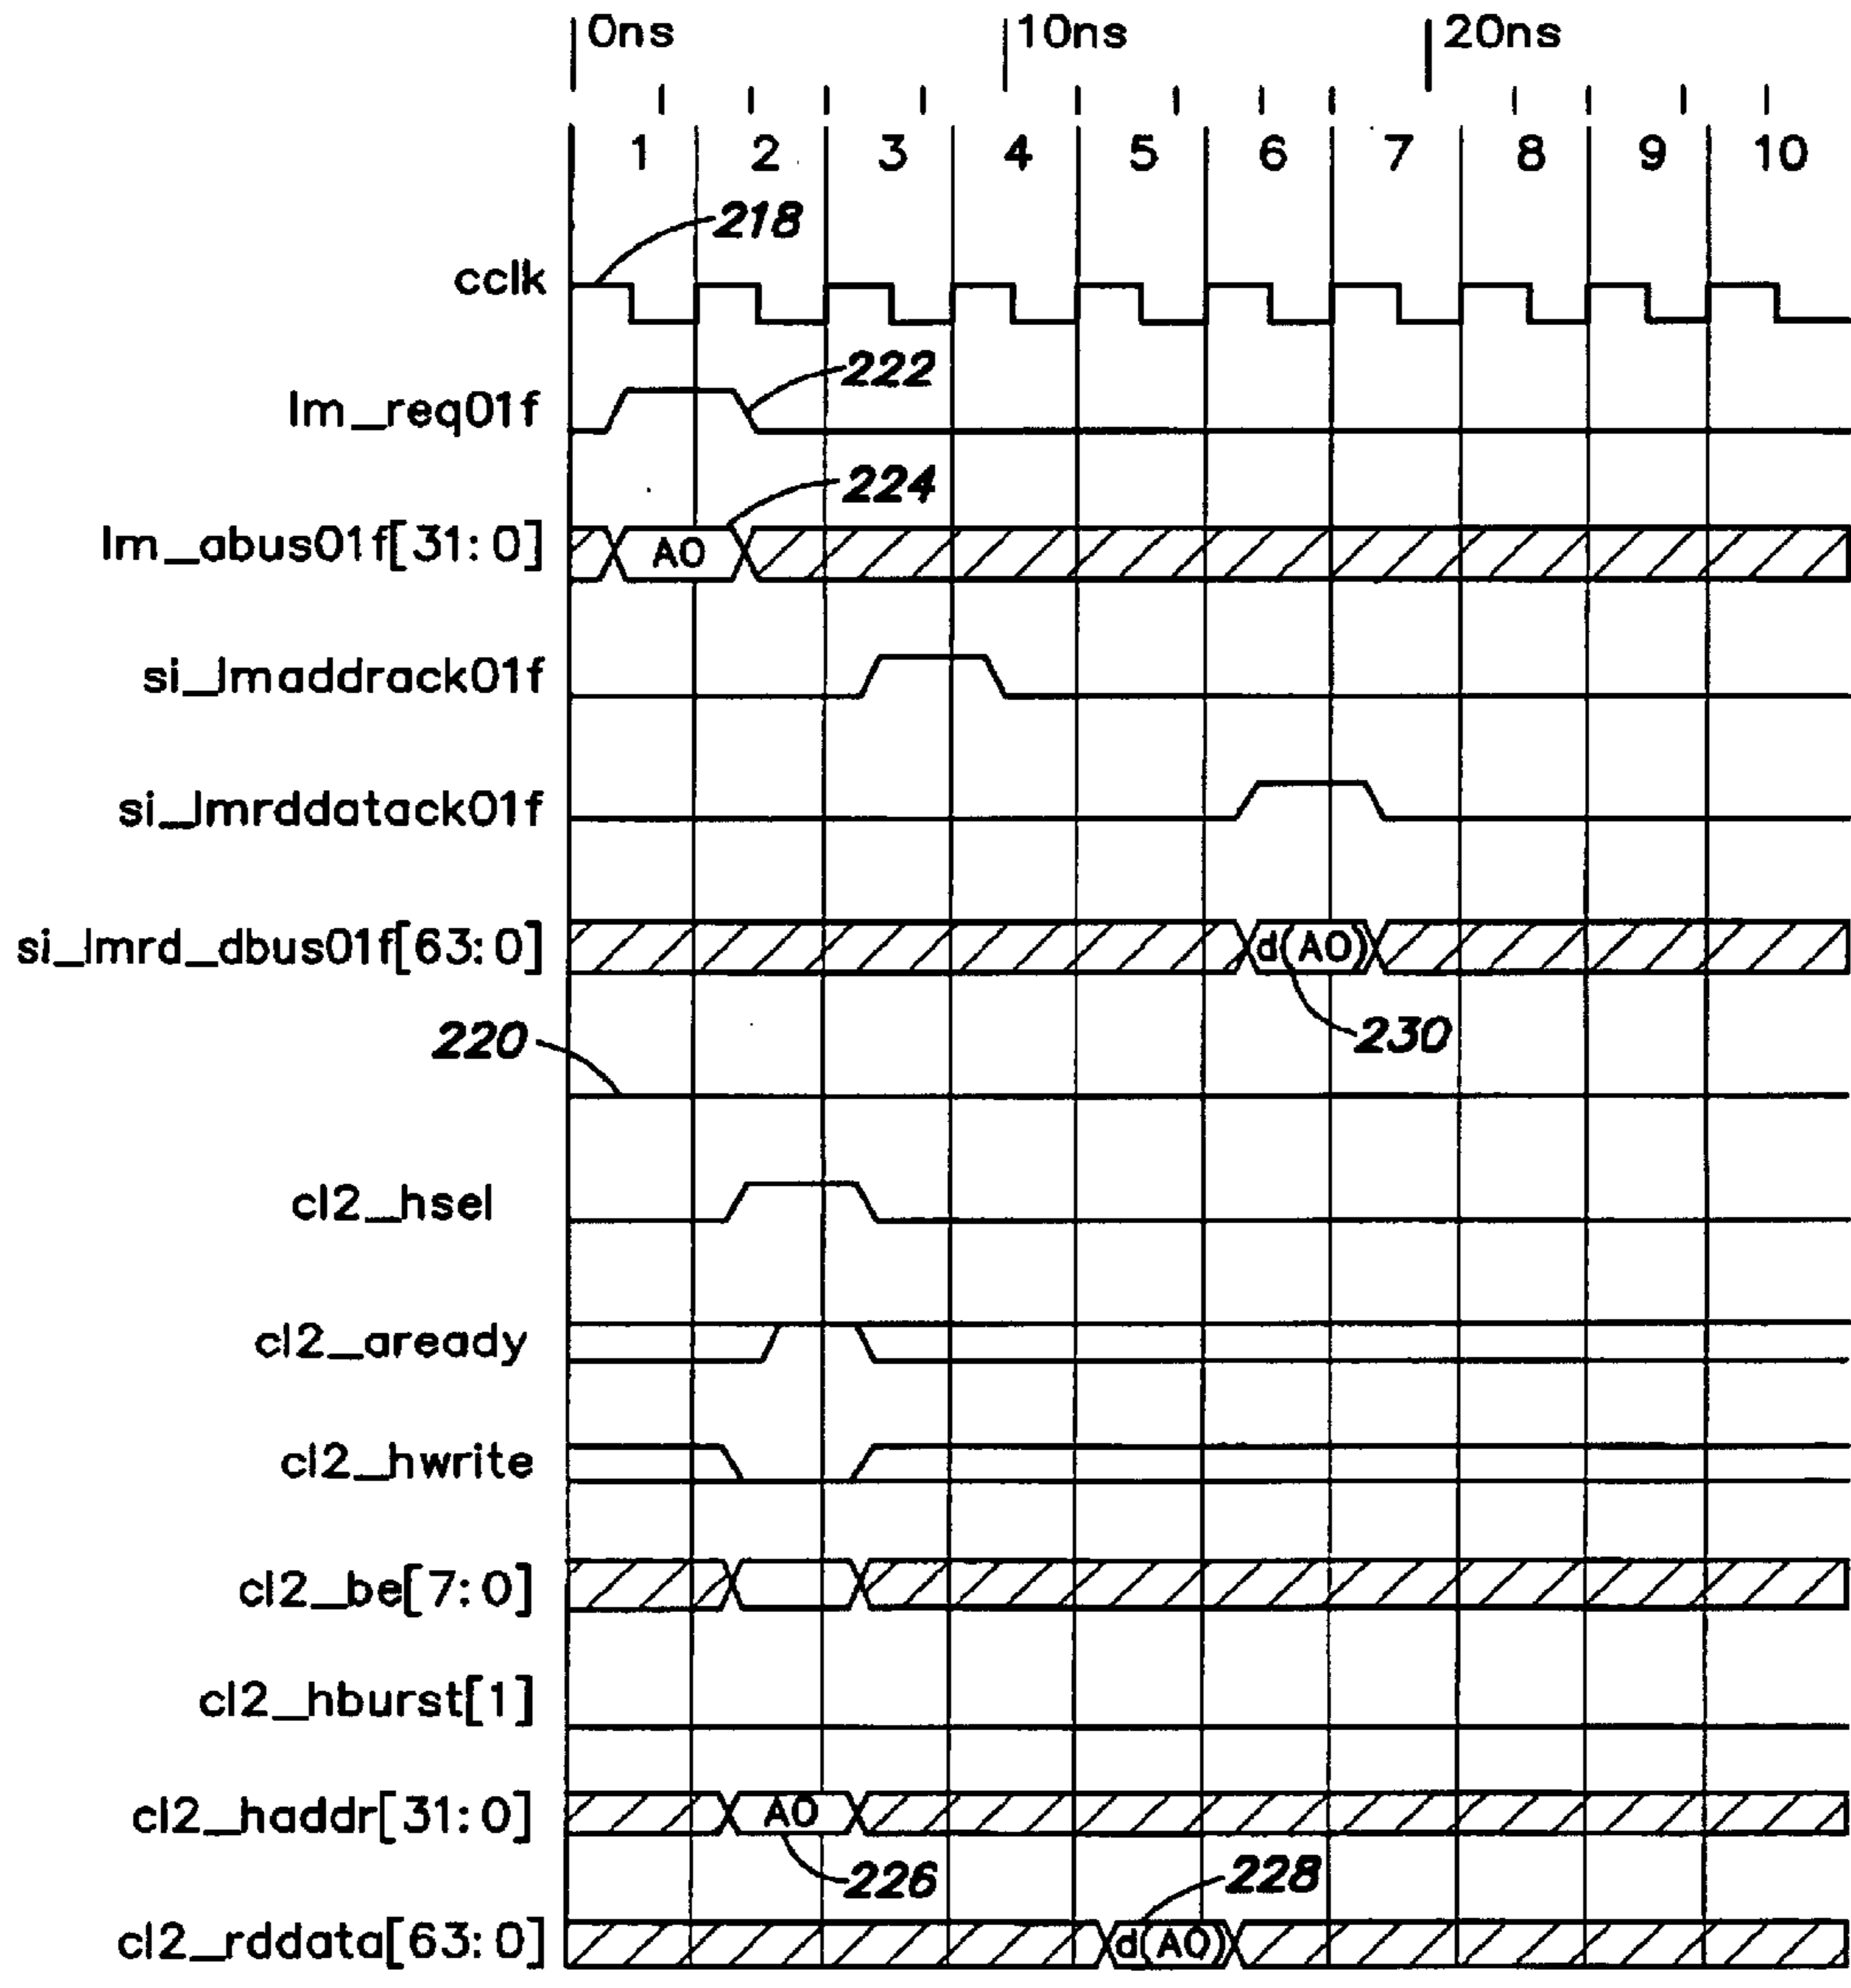 0ns 10ns 20ns
1 2 3 4 5 6 7 8 9 10
218
cclk
222
lm_req01f
224
lm_abus01f[31:0] A0
si_lmaddrack01f
si_lmrddatack01f
si_lmrd_dbus01f[63:0] d(A0)
220 230
cl2_hsel
cl2_aready
cl2_hwrite
cl2_be[7:0]
cl2_hburst[1]
cl2_haddr[31:0] A0
226 228
cl2_rddata[63:0] d(A0)